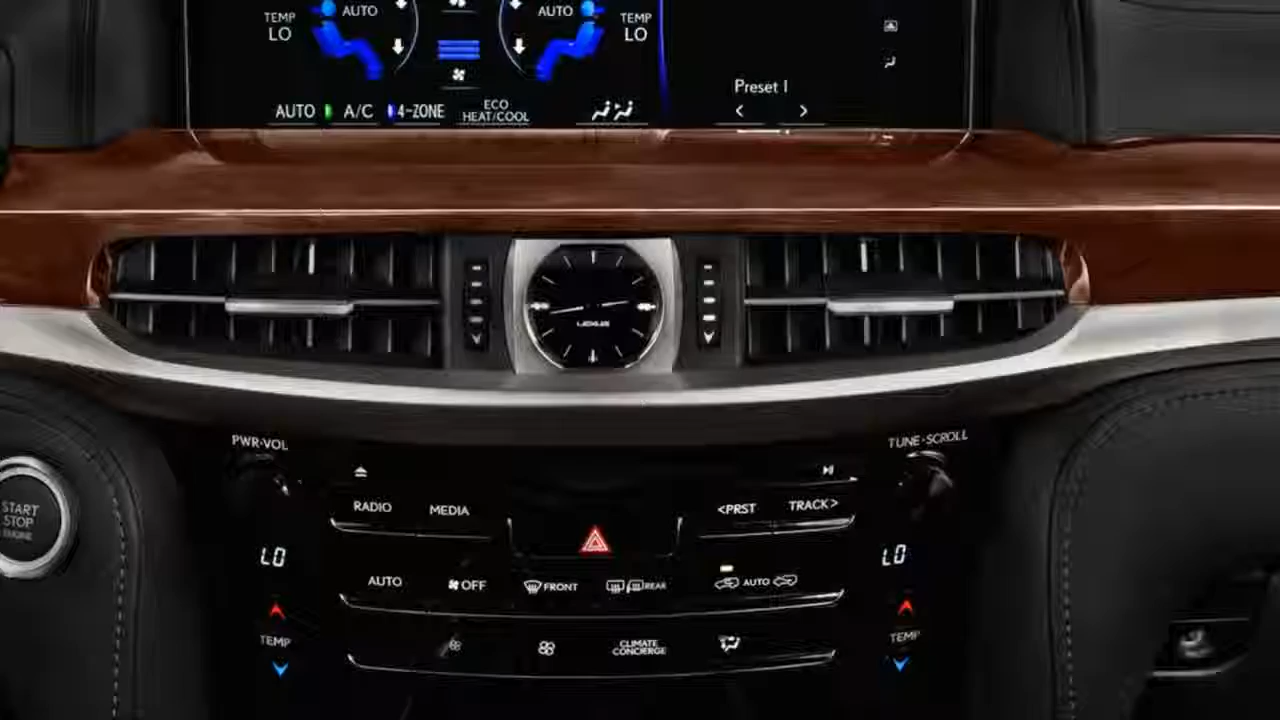 AUTO
AUTO
TEMP
LO
TEMP
LO
Preset 1
AUTO A/C 4-ZONE ECO HEAT/COOL
LEXUS
PWR·VOL
TUNE·SCROLL
RADIO MEDIA
<PRST TRACK>
START
STOP
ENGINE
LO
LO
AUTO OFF FRONT REAR AUTO
TEMP
TEMP
CLIMATE
CONCIERGE